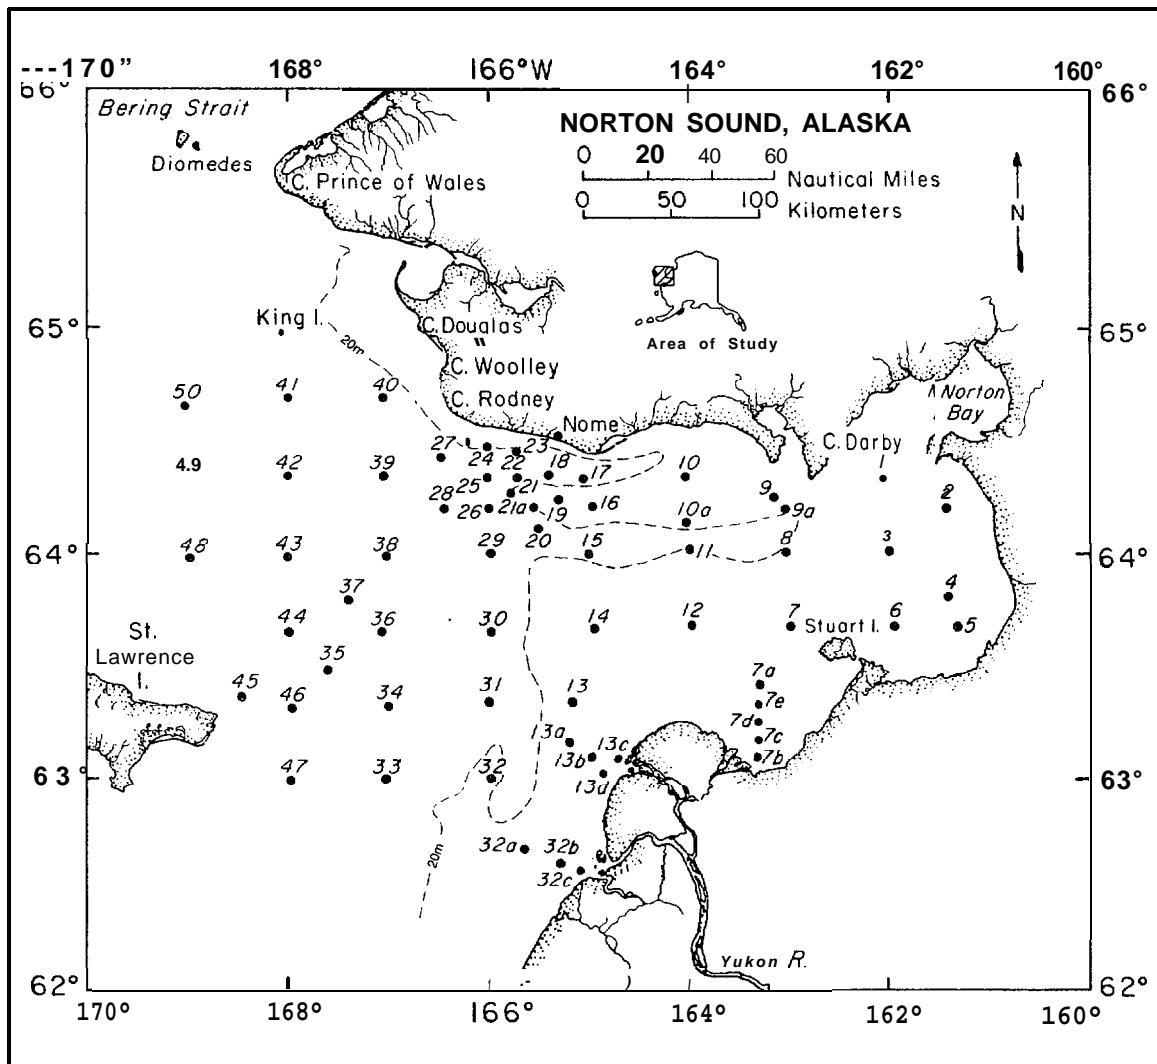 ---170” 168° 166°W 164° 162° 160°
66° 66°
Bering Strait
Diomedes
C. Prince of Wales
NORTON SOUND, ALASKA
0 20 40 60
Nautical Miles
0 50 100
Kilometers
N
King I.
20m
C. Douglas
"
C. Woolley
C. Rodney
Nome
Area of Study
65° 65°
Norton
Bay
C. Darby
50 41 40
27 24 22 23 18 17 10
4.9 42 39
28 25 26 21 21a 19 16 10a 9 9a 2
20
64° 48 43 38 29 15 11 8 3 64°
37 4
44 36 30 14 12 7 6 5
Stuart I.
St.
Lawrence
I.
35
45 46 34 31 13 7a
7e
13a 7d
13b 13c 7c
7b
63° 47 33 32 13d 63°
20m
32a 32b
32c
Yukon R.
62° 62°
170° 168° 166° 164° 162° 160°